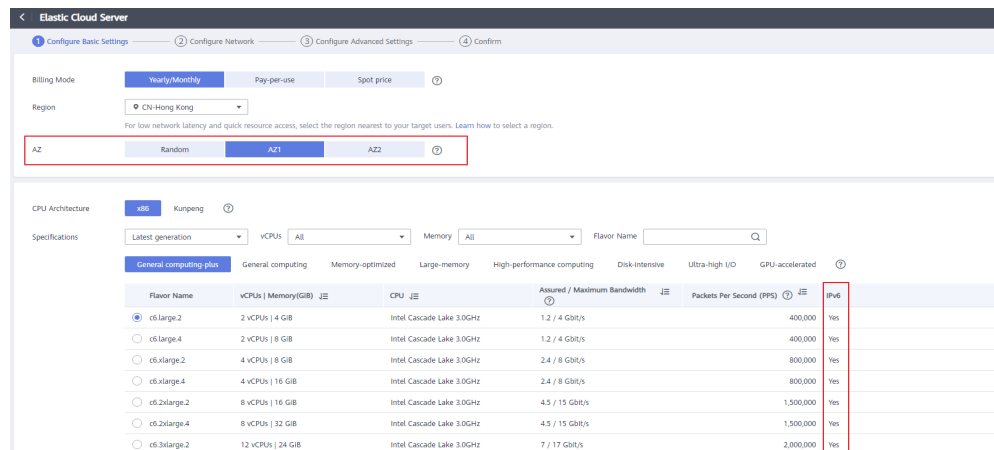 Elastic Cloud Server
1 Configure Basic Settings 2 Configure Network 3 Configure Advanced Settings 4 Confirm
Billing Mode Yearly/Monthly Pay-per-use Spot price ?
Region CN-Hong Kong
For low network latency and quick resource access, select the region nearest to your target users. Learn how to select a region.
AZ Random AZ1 AZ2 ?
CPU Architecture x86 Kunpeng ?
Specifications Latest generation vCPUs All Memory All Flavor Name
General computing-plus General computing Memory-optimized Large-memory High-performance computing Disk-intensive Ultra-high I/O GPU-accelerated ?
Flavor Name vCPUs | Memory(GiB) CPU Assured / Maximum Bandwidth ? Packets Per Second (PPS) ? IPv6
c6.large.2 2 vCPUs | 4 GiB Intel Cascade Lake 3.0GHz 1.2 / 4 Gbit/s 400,000 Yes
c6.large.4 2 vCPUs | 8 GiB Intel Cascade Lake 3.0GHz 1.2 / 4 Gbit/s 400,000 Yes
c6.xlarge.2 4 vCPUs | 8 GiB Intel Cascade Lake 3.0GHz 2.4 / 8 Gbit/s 800,000 Yes
c6.xlarge.4 4 vCPUs | 16 GiB Intel Cascade Lake 3.0GHz 2.4 / 8 Gbit/s 800,000 Yes
c6.2xlarge.2 8 vCPUs | 16 GiB Intel Cascade Lake 3.0GHz 4.5 / 15 Gbit/s 1,500,000 Yes
c6.2xlarge.4 8 vCPUs | 32 GiB Intel Cascade Lake 3.0GHz 4.5 / 15 Gbit/s 1,500,000 Yes
c6.3xlarge.2 12 vCPUs | 24 GiB Intel Cascade Lake 3.0GHz 7 / 17 Gbit/s 2,000,000 Yes